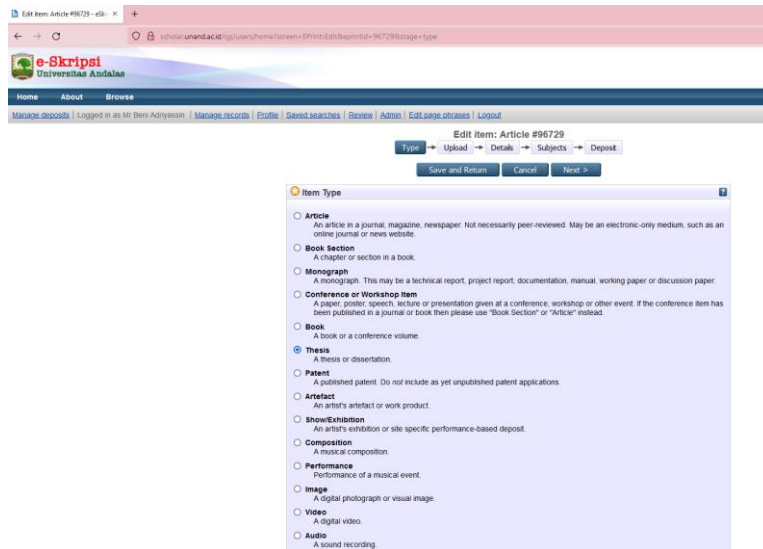 Edit item: Article #96729 - eSkr × +
scholar.unand.ac.id/cgi/users/home?screen=EPrint:Edit&eprintid=96729&stage=type
e-Skripsi
Universitas Andalas
Home About Browse
Manage deposits | Logged in as Mr Beni Adriyassin | Manage records | Profile | Saved searches | Review | Admin | Edit page phrases | Logout
Edit item: Article #96729
Type → Upload → Details → Subjects → Deposit
Save and Return Cancel Next >
Item Type ?
Article
An article in a journal, magazine, newspaper. Not necessarily peer-reviewed. May be an electronic-only medium, such as an
online journal or news website.
Book Section
A chapter or section in a book.
Monograph
A monograph. This may be a technical report, project report, documentation, manual, working paper or discussion paper.
Conference or Workshop Item
A paper, poster, speech, lecture or presentation given at a conference, workshop or other event. If the conference item has
been published in a journal or book then please use "Book Section" or "Article" instead.
Book
A book or a conference volume.
Thesis
A thesis or dissertation.
Patent
A published patent. Do not include as yet unpublished patent applications.
Artefact
An artist's artefact or work product.
Show/Exhibition
An artist's exhibition or site specific performance-based deposit.
Composition
A musical composition.
Performance
Performance of a musical event.
Image
A digital photograph or visual image.
Video
A digital video.
Audio
A sound recording.